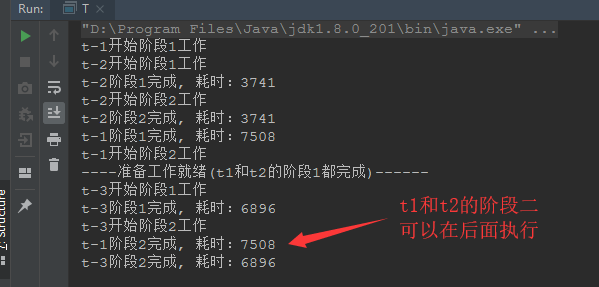 Run: T
"D:\Program Files\Java\jdk1.8.0_201\bin\java.exe" ...
t-1开始阶段1工作
t-2开始阶段1工作
t-2阶段1完成, 耗时: 3741
t-2开始阶段2工作
t-2阶段2完成, 耗时: 3741
t-1阶段1完成, 耗时: 7508
t-1开始阶段2工作
----准备工作就绪(t1和t2的阶段1都完成)------
t-3开始阶段1工作
t-3阶段1完成, 耗时: 6896
t-3开始阶段2工作
t-1阶段2完成, 耗时: 7508
t-3阶段2完成, 耗时: 6896
t1和t2的阶段二
可以在后面执行
Structure